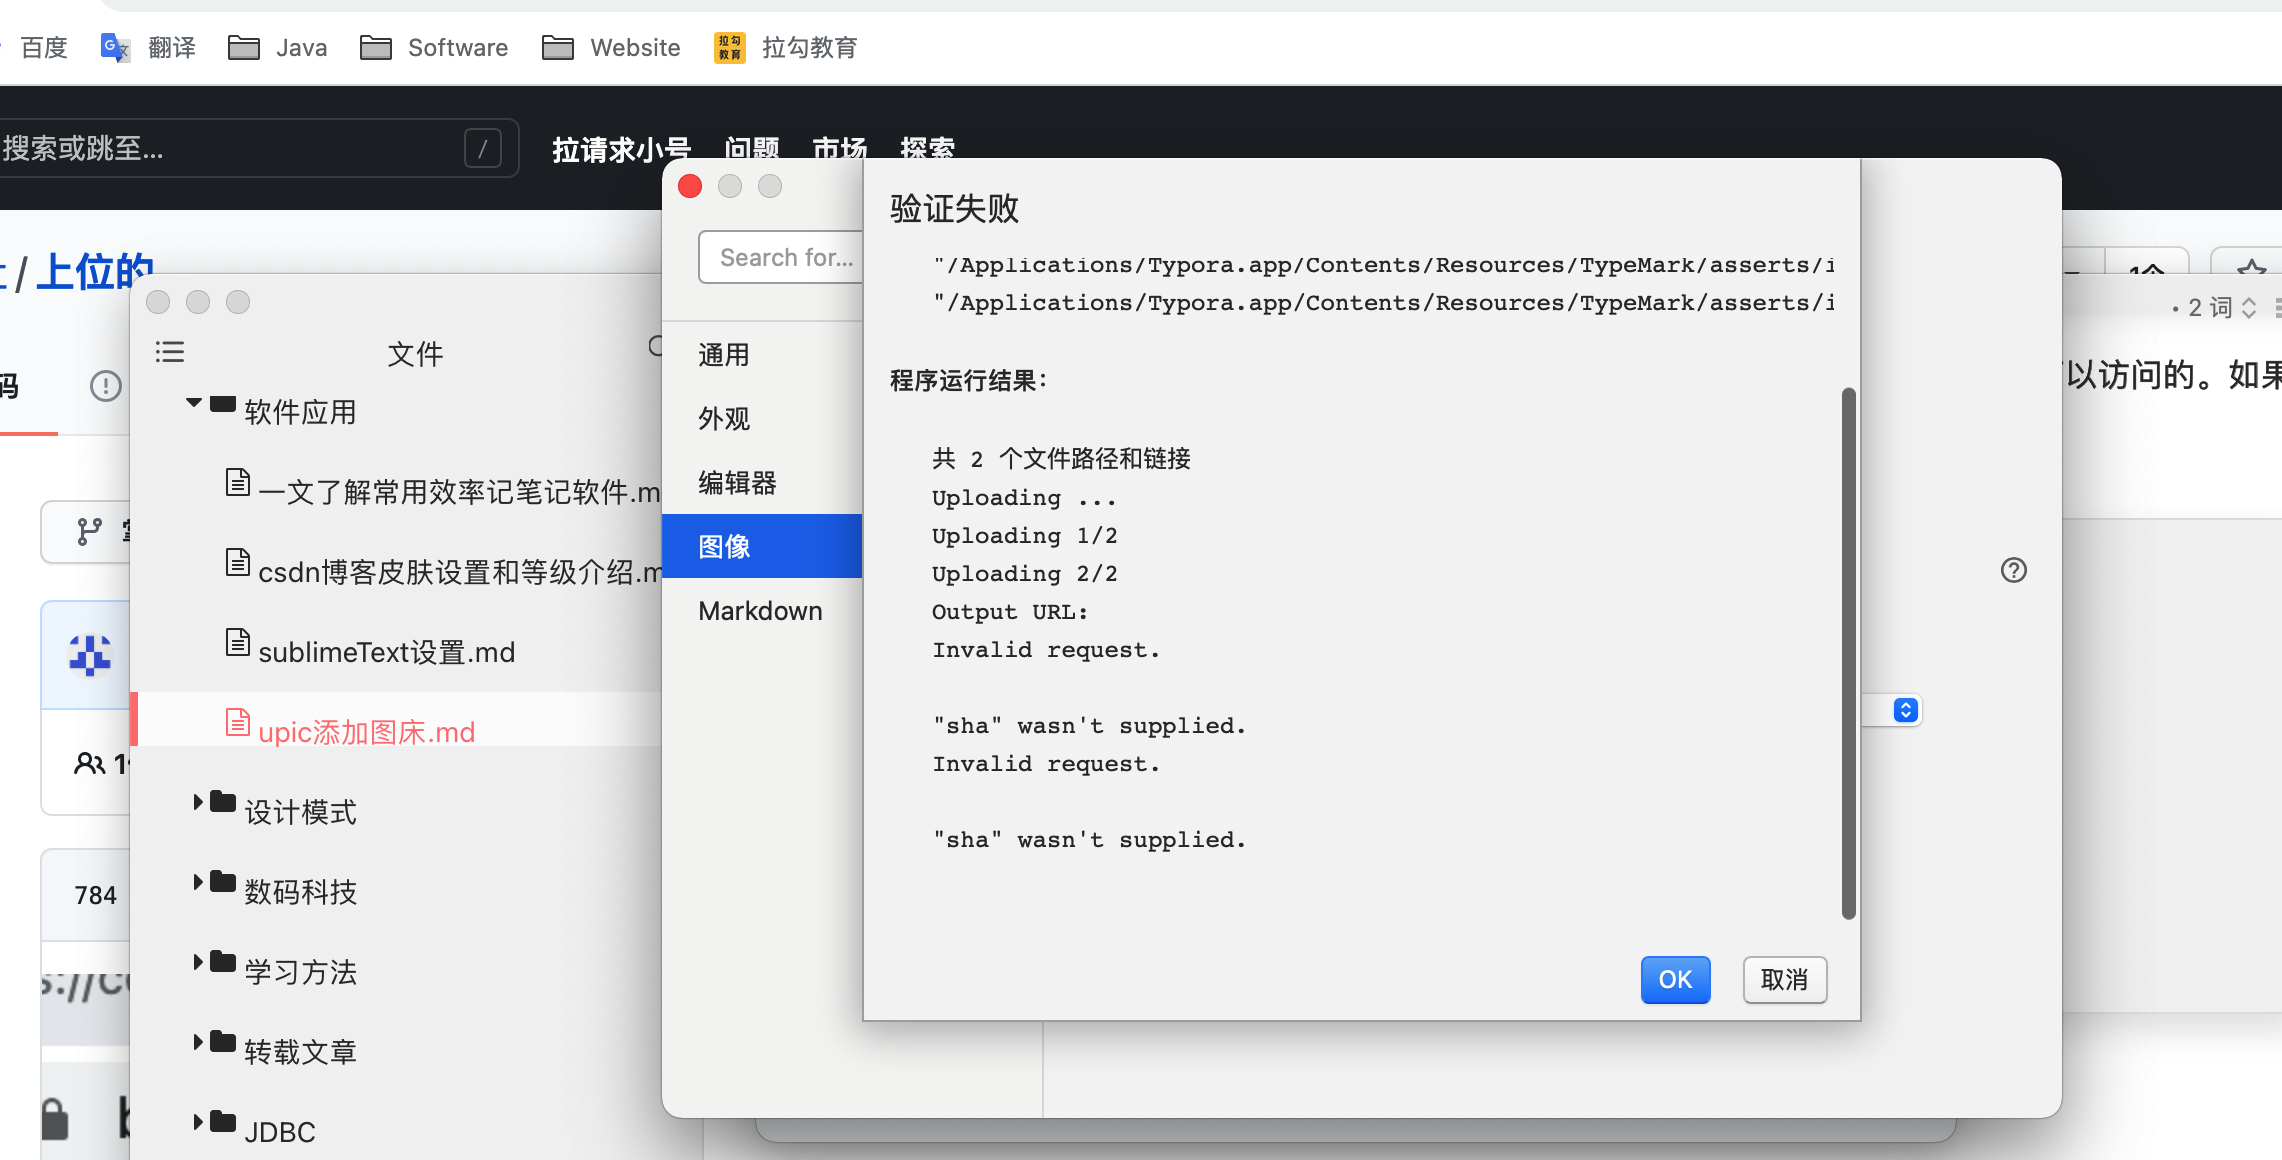 百度
翻译
Java
Software
Website
拉勾教育
拉勾教育
搜索或跳至...
/
拉请求小号
问题
市场
探索
/ 上位的
码
784
文件
软件应用
一文了解常用效率记笔记软件.m
csdn博客皮肤设置和等级介绍.m
sublimeText设置.md
upic添加图床.md
设计模式
数码科技
学习方法
转载文章
JDBC
Search for...
通用
外观
编辑器
图像
Markdown
验证失败
"/Applications/Typora.app/Contents/Resources/TypeMark/asserts/i
"/Applications/Typora.app/Contents/Resources/TypeMark/asserts/i
程序运行结果：
共 2 个文件路径和链接
Uploading ...
Uploading 1/2
Uploading 2/2
Output URL:
Invalid request.
"sha" wasn't supplied.
Invalid request.
"sha" wasn't supplied.
OK
取消
· 2 词
以访问的。如果